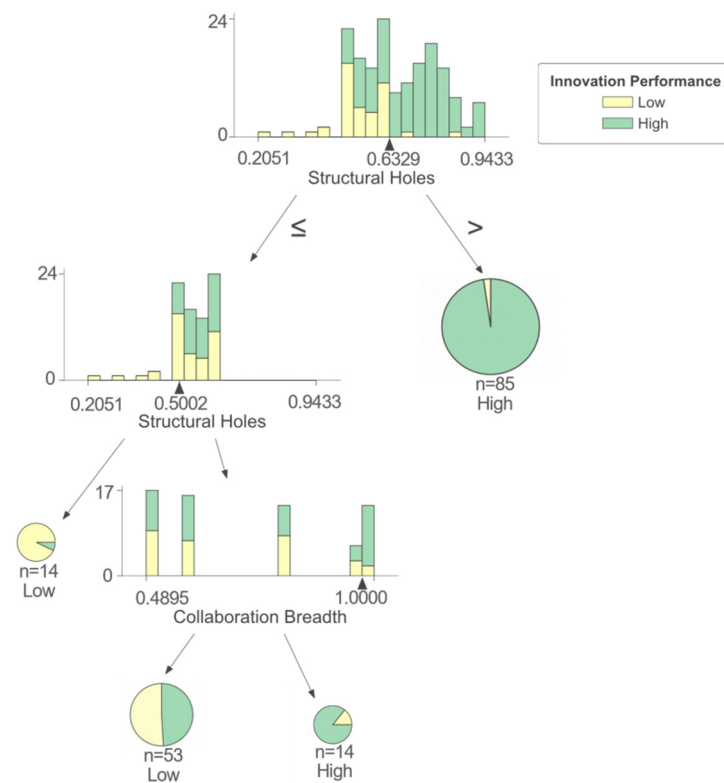 24
0
0.2051
0.6329
0.9433
Structural Holes
Innovation Performance
Low
High
≤
>
24
0
0.2051
0.5002
0.9433
Structural Holes
n=85
High
17
0
0.4895
1.0000
Collaboration Breadth
n=14
Low
n=53
Low
n=14
High